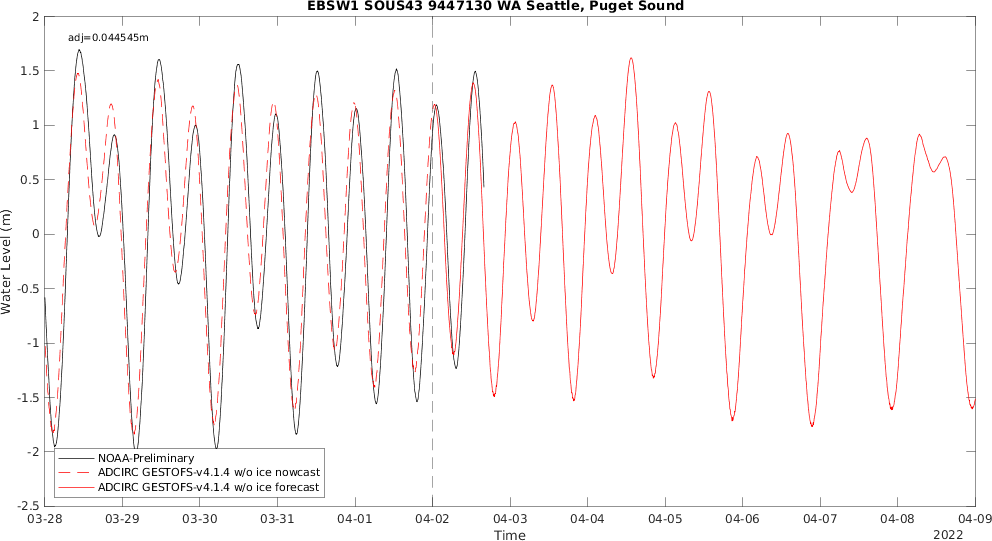 EBSW1 SOUS43 9447130 WA Seattle, Puget Sound
adj=0.044545m
Water Level (m)
2
1.5
1
0.5
0
-0.5
-1
-1.5
-2
-2.5
NOAA-Preliminary
ADCIRC GESTOFS-v4.1.4 w/o ice nowcast
ADCIRC GESTOFS-v4.1.4 w/o ice forecast
03-28 03-29 03-30 03-31 04-01 04-02 04-03 04-04 04-05 04-06 04-07 04-08 04-09
Time
2022